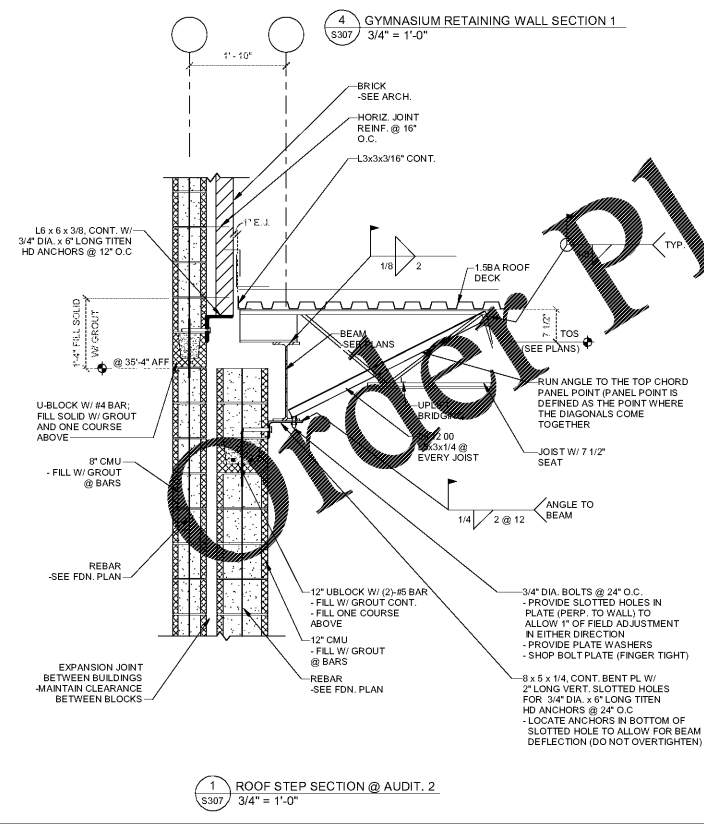 4
S307
GYMNASIUM RETAINING WALL SECTION 1
3/4" = 1'-0"
1' - 10"
BRICK
-SEE ARCH.
HORIZ. JOINT
REINF. @ 16"
O.C.
L3x3x3/16" CONT.
1" E.J.
L6 x 6 x 3/8, CONT. W/
3/4" DIA. x 6" LONG TITEN
HD ANCHORS @ 12" O.C
1/8
2
TYP.
1.5BA ROOF
DECK
1'-4" FILL SOLID
W/ GROUT
BEAM
-SEE PLANS
7 1/2"
TOS
(SEE PLANS)
@ 35'-4" AFF
RUN ANGLE TO THE TOP CHORD
PANEL POINT (PANEL POINT IS
DEFINED AS THE POINT WHERE
THE DIAGONALS COME
TOGETHER
U-BLOCK W/ #4 BAR;
FILL SOLID W/ GROUT
AND ONE COURSE
ABOVE
BRIDGING
EVERY JOIST
JOIST W/ 7 1/2"
SEAT
8" CMU
- FILL W/ GROUT
@ BARS
1/4
2 @ 12
ANGLE TO
BEAM
REBAR
-SEE FDN. PLAN
12" UBLOCK W/ (2)-#5 BAR
- FILL W/ GROUT CONT.
- FILL ONE COURSE
ABOVE
3/4" DIA. BOLTS @ 24" O.C.
- PROVIDE SLOTTED HOLES IN
PLATE (PERP. TO WALL) TO
ALLOW 1" OF FIELD ADJUSTMENT
IN EITHER DIRECTION
- PROVIDE PLATE WASHERS
- SHOP BOLT PLATE (FINGER TIGHT)
12" CMU
- FILL W/ GROUT
@ BARS
REBAR
-SEE FDN. PLAN
EXPANSION JOINT
BETWEEN BUILDINGS
-MAINTAIN CLEARANCE
BETWEEN BLOCKS
8 x 5 x 1/4, CONT. BENT PL W/
2" LONG VERT. SLOTTED HOLES
FOR 3/4" DIA. x 6" LONG TITEN
HD ANCHORS @ 24" O.C
- LOCATE ANCHORS IN BOTTOM OF
SLOTTED HOLE TO ALLOW FOR BEAM
DEFLECTION (DO NOT OVERTIGHTEN)
Order Pl
1
S307
ROOF STEP SECTION @ AUDIT. 2
3/4" = 1'-0"